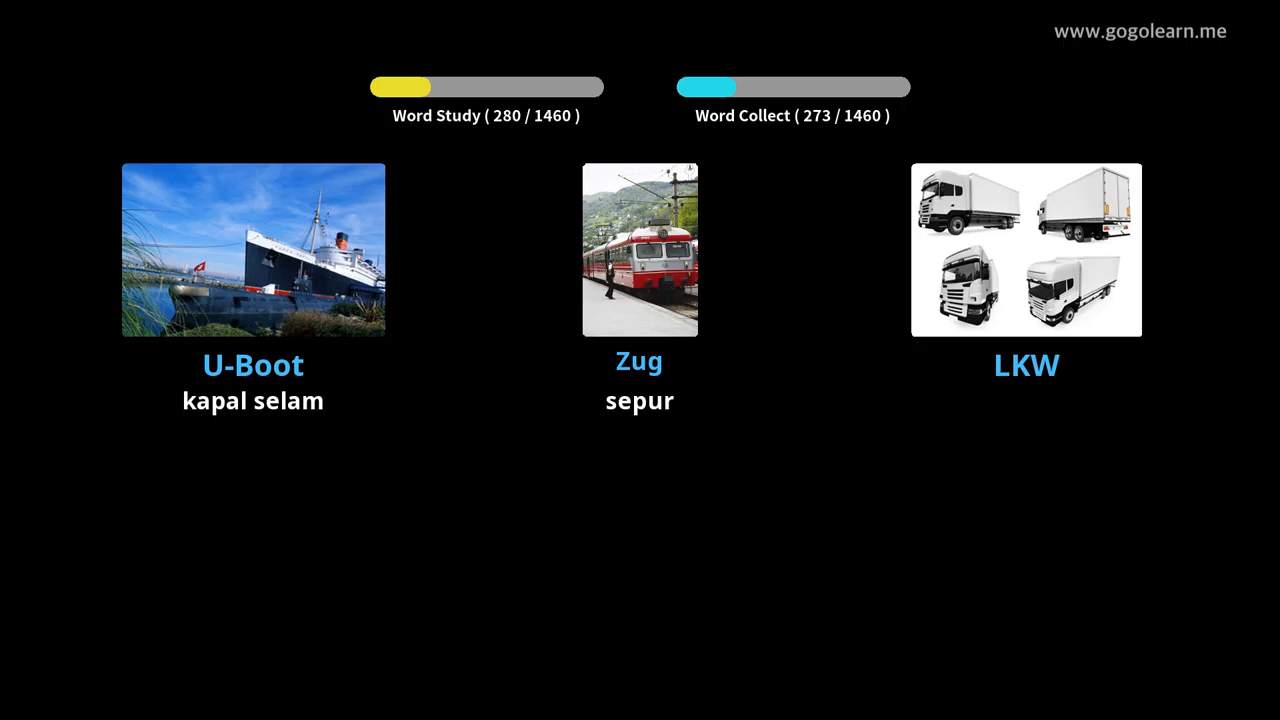 www.gogolearn.me
Word Study ( 280 / 1460 )
Word Collect ( 273 / 1460 )
U-Boot
Zug
LKW
kapal selam
sepur